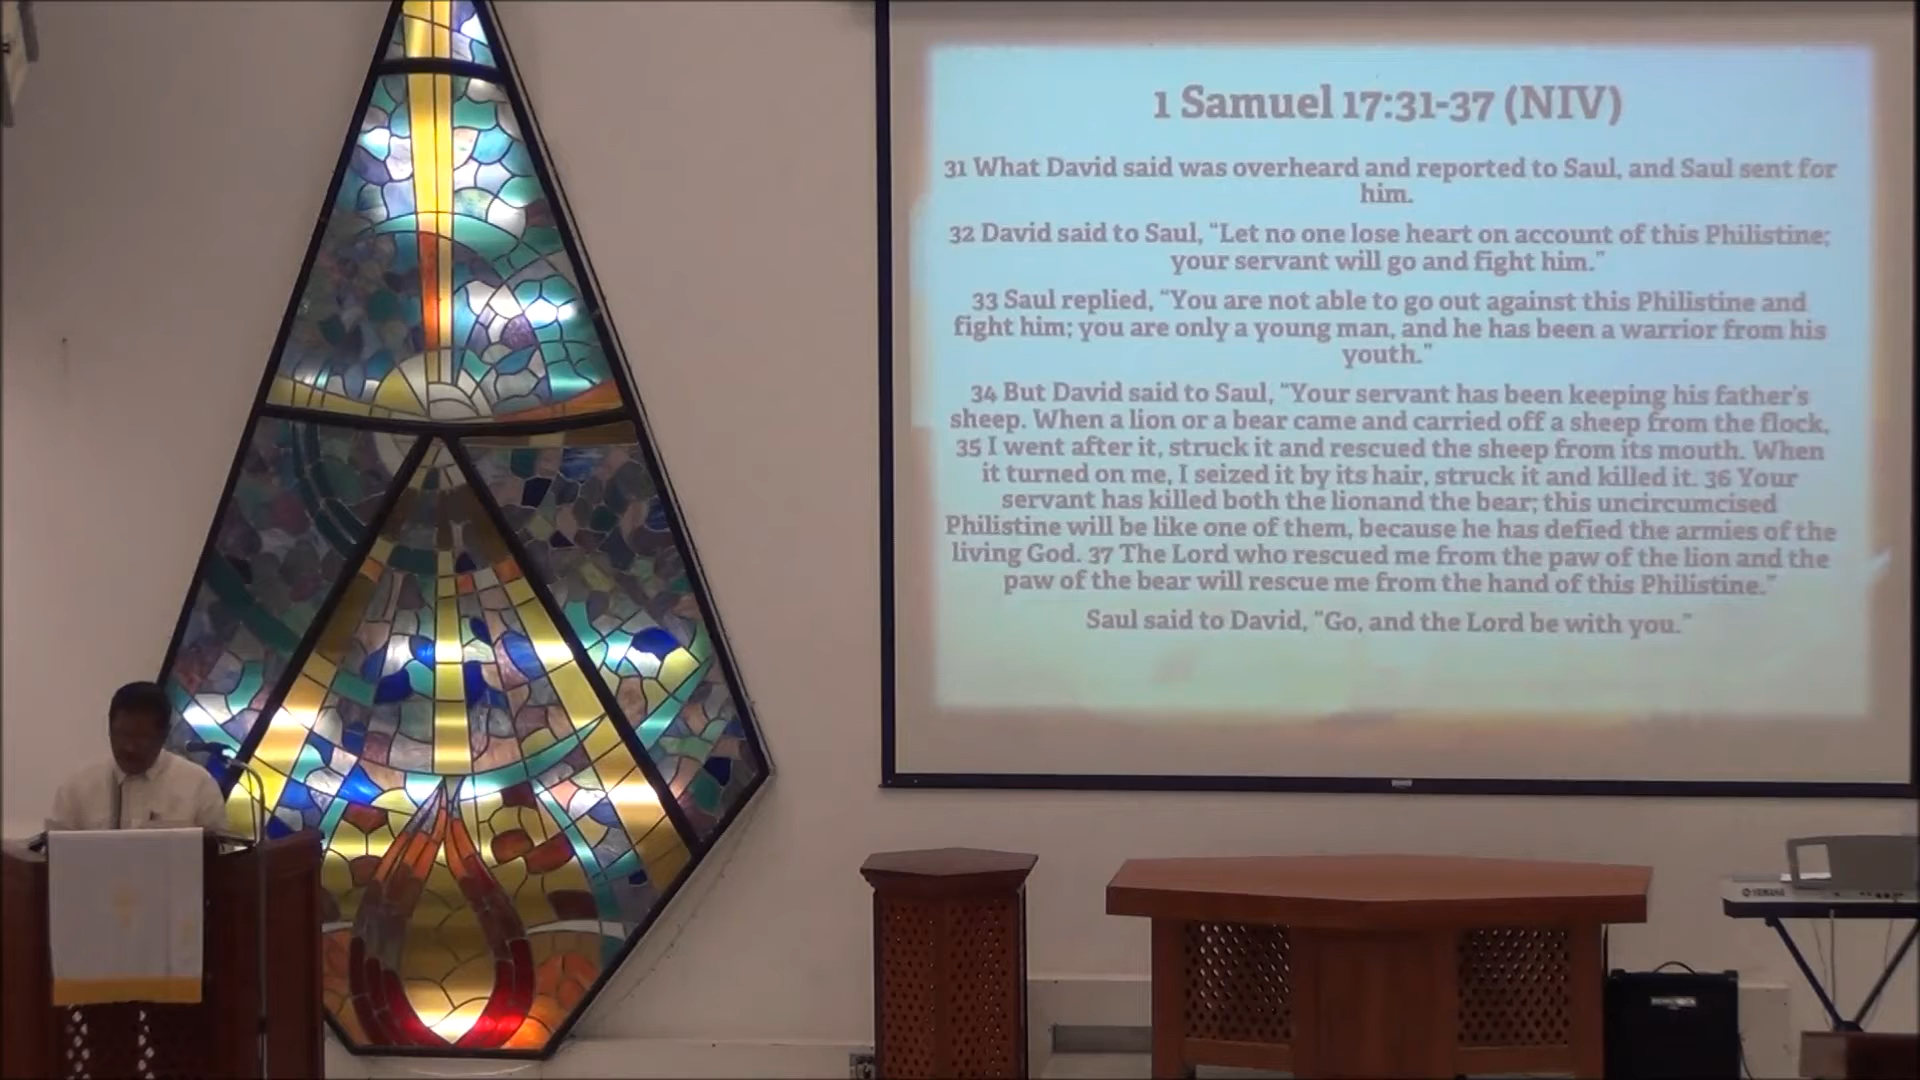 1 Samuel 17:31-37 (NIV)
31 What David said was overheard and reported to Saul, and Saul sent for
him.
32 David said to Saul, “Let no one lose heart on account of this Philistine;
your servant will go and fight him.”
33 Saul replied, “You are not able to go out against this Philistine and
fight him; you are only a young man, and he has been a warrior from his
youth.”
34 But David said to Saul, “Your servant has been keeping his father’s
sheep. When a lion or a bear came and carried off a sheep from the flock,
35 I went after it, struck it and rescued the sheep from its mouth. When
it turned on me, I seized it by its hair, struck it and killed it. 36 Your
servant has killed both the lionand the bear; this uncircumcised
Philistine will be like one of them, because he has defied the armies of the
living God. 37 The Lord who rescued me from the paw of the lion and the
paw of the bear will rescue me from the hand of this Philistine.”
Saul said to David, “Go, and the Lord be with you.”
YAMAHA